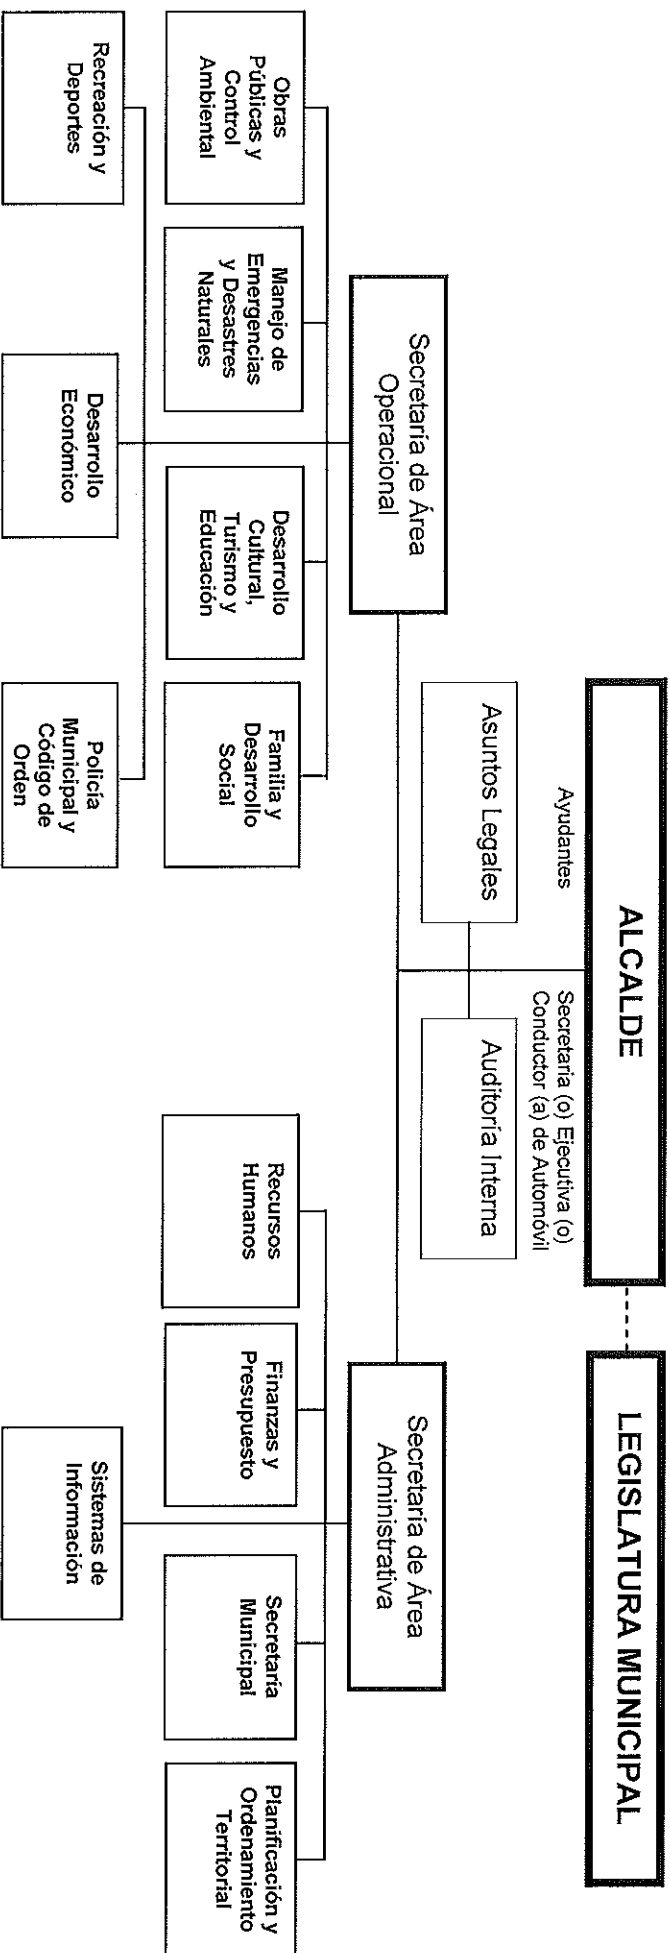 ALCALDE
LEGISLATURA MUNICIPAL
Ayudantes
Secretaria (o) Ejecutiva (o)
Conductor (a) de Automóvil
Asuntos Legales
Auditoría Interna
Secretaría de Área
Operacional
Secretaría de Área
Administrativa
Obras
Públicas y
Control
Ambiental
Manejo de
Emergencias
y Desastres
Naturales
Desarrollo
Cultural,
Turismo y
Educación
Familia y
Desarrollo
Social
Recursos
Humanos
Finanzas y
Presupuesto
Secretaría
Municipal
Planificación y
Ordenamiento
Territorial
Recreación y
Deportes
Desarrollo
Económico
Policía
Municipal y
Código de
Orden
Sistemas de
Información